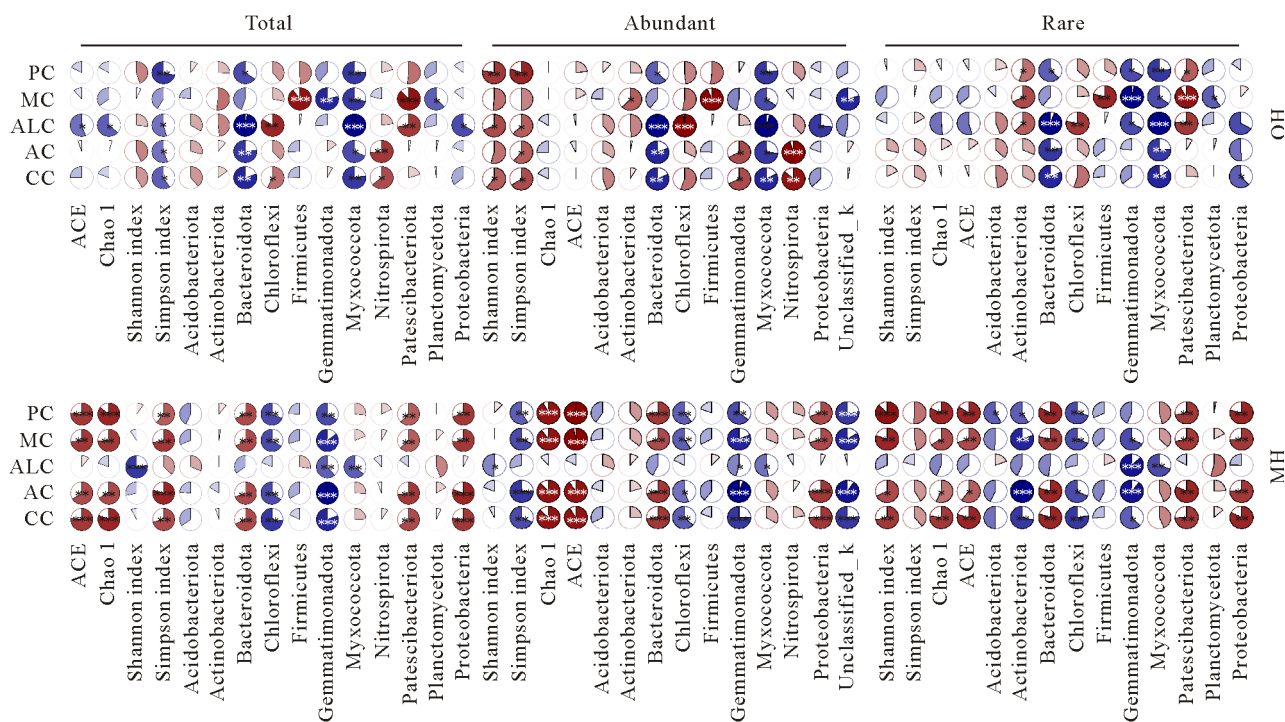 Total
Abundant
Rare
PC
MC
ALC
AC
CC
QH
ACE
Chao 1
Shannon index
Simpson index
Acidobacteriota
Actinobacteriota
Bacteroidota
Chloroflexi
Firmicutes
Gemmatimonadota
Myxococcota
Nitrospirota
Patescibacteriota
Planctomycetota
Proteobacteria
Shannon index
Simpson index
Chao 1
ACE
Acidobacteriota
Actinobacteriota
Bacteroidota
Chloroflexi
Firmicutes
Gemmatimonadota
Myxococcota
Nitrospirota
Proteobacteria
Unclassified_k
Shannon index
Simpson index
Chao 1
ACE
Acidobacteriota
Actinobacteriota
Bacteroidota
Chloroflexi
Firmicutes
Gemmatimonadota
Myxococcota
Patescibacteriota
Planctomycetota
Proteobacteria
PC
MC
ALC
AC
CC
MH
ACE
Chao 1
Shannon index
Simpson index
Acidobacteriota
Actinobacteriota
Bacteroidota
Chloroflexi
Firmicutes
Gemmatimonadota
Myxococcota
Nitrospirota
Patescibacteriota
Planctomycetota
Proteobacteria
Shannon index
Simpson index
Chao 1
ACE
Acidobacteriota
Actinobacteriota
Bacteroidota
Chloroflexi
Firmicutes
Gemmatimonadota
Myxococcota
Nitrospirota
Proteobacteria
Unclassified_k
Shannon index
Simpson index
Chao 1
ACE
Acidobacteriota
Actinobacteriota
Bacteroidota
Chloroflexi
Firmicutes
Gemmatimonadota
Myxococcota
Patescibacteriota
Planctomycetota
Proteobacteria